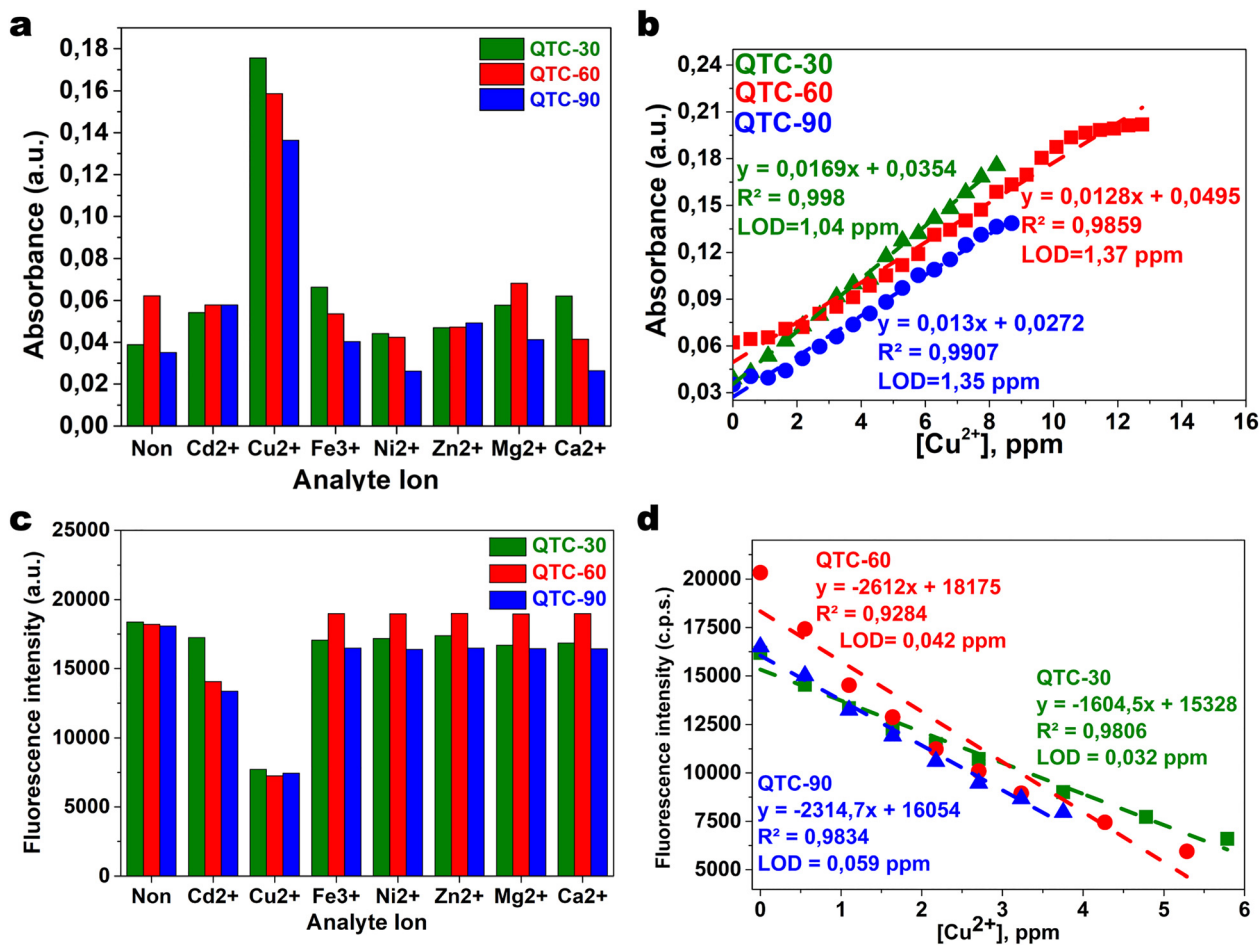 a
0,18
0,16
0,14
0,12
0,10
0,08
0,06
0,04
0,02
0,00
Absorbance (a.u.)
QTC-30
QTC-60
QTC-90
Non Cd2+ Cu2+ Fe3+ Ni2+ Zn2+ Mg2+ Ca2+
Analyte Ion
b
0,24
0,21
0,18
0,15
0,12
0,09
0,06
0,03
Absorbance (a.u.)
QTC-30
QTC-60
QTC-90
y = 0,0169x + 0,0354
R² = 0,998
LOD=1,04 ppm
y = 0,0128x + 0,0495
R² = 0,9859
LOD=1,37 ppm
y = 0,013x + 0,0272
R² = 0,9907
LOD=1,35 ppm
0 2 4 6 8 10 12 14 16
[Cu²⁺], ppm
c
25000
20000
15000
10000
5000
0
Fluorescence intensity (a.u.)
QTC-30
QTC-60
QTC-90
Non Cd2+ Cu2+ Fe3+ Ni2+ Zn2+ Mg2+ Ca2+
Analyte Ion
d
20000
17500
15000
12500
10000
7500
5000
Fluorescence intensity (c.p.s.)
QTC-60
y = -2612x + 18175
R² = 0,9284
LOD= 0,042 ppm
QTC-30
y = -1604,5x + 15328
R² = 0,9806
LOD = 0,032 ppm
QTC-90
y = -2314,7x + 16054
R² = 0,9834
LOD = 0,059 ppm
0 1 2 3 4 5 6
[Cu²⁺], ppm